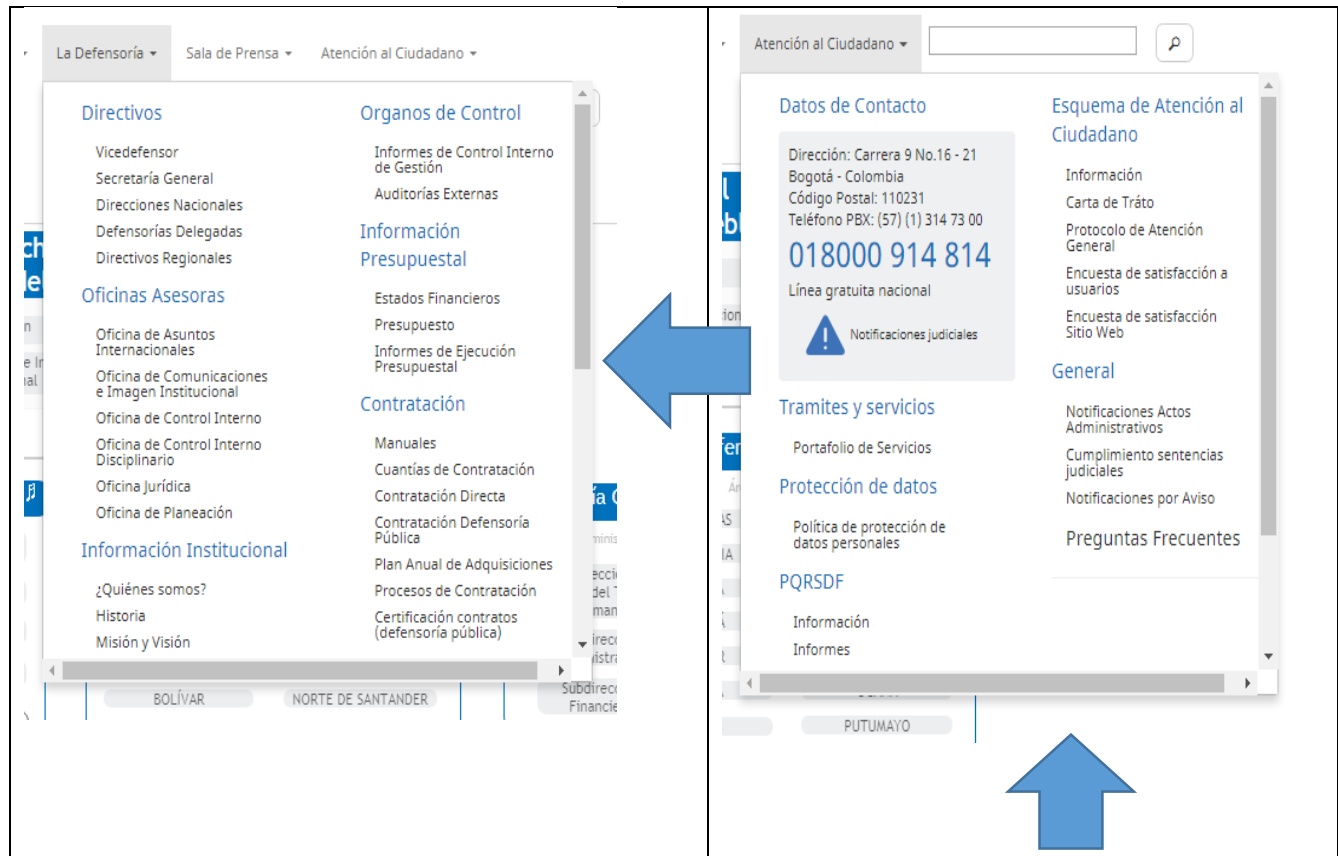 La Defensoría
Sala de Prensa
Atención al Ciudadano
Directivos
Vicedefensor
Secretaría General
Direcciones Nacionales
Defensorías Delegadas
Directivos Regionales
Oficinas Asesoras
Oficina de Asuntos
Internacionales
Oficina de Comunicaciones
e Imagen Institucional
Oficina de Control Interno
Oficina de Control Interno
Disciplinario
Oficina Jurídica
Oficina de Planeación
Información Institucional
¿Quiénes somos?
Historia
Misión y Visión
Organos de Control
Informes de Control Interno
de Gestión
Auditorías Externas
Información
Presupuestal
Estados Financieros
Presupuesto
Informes de Ejecución
Presupuestal
Contratación
Manuales
Cuantías de Contratación
Contratación Directa
Contratación Defensoría
Pública
Plan Anual de Adquisiciones
Procesos de Contratación
Certificación contratos
(defensoría pública)
BOLÍVAR
NORTE DE SANTANDER
Atención al Ciudadano
Datos de Contacto
Dirección: Carrera 9 No.16 - 21
Bogotá - Colombia
Código Postal: 110231
Teléfono PBX: (57) (1) 314 73 00
018000 914 814
Línea gratuita nacional
Notificaciones judiciales
Tramites y servicios
Portafolio de Servicios
Protección de datos
Política de protección de
datos personales
PQRSDF
Información
Informes
Esquema de Atención al
Ciudadano
Información
Carta de Tráto
Protocolo de Atención
General
Encuesta de satisfacción a
usuarios
Encuesta de satisfacción
Sitio Web
General
Notificaciones Actos
Administrativos
Cumplimiento sentencias
judiciales
Notificaciones por Aviso
Preguntas Frecuentes
PUTUMAYO